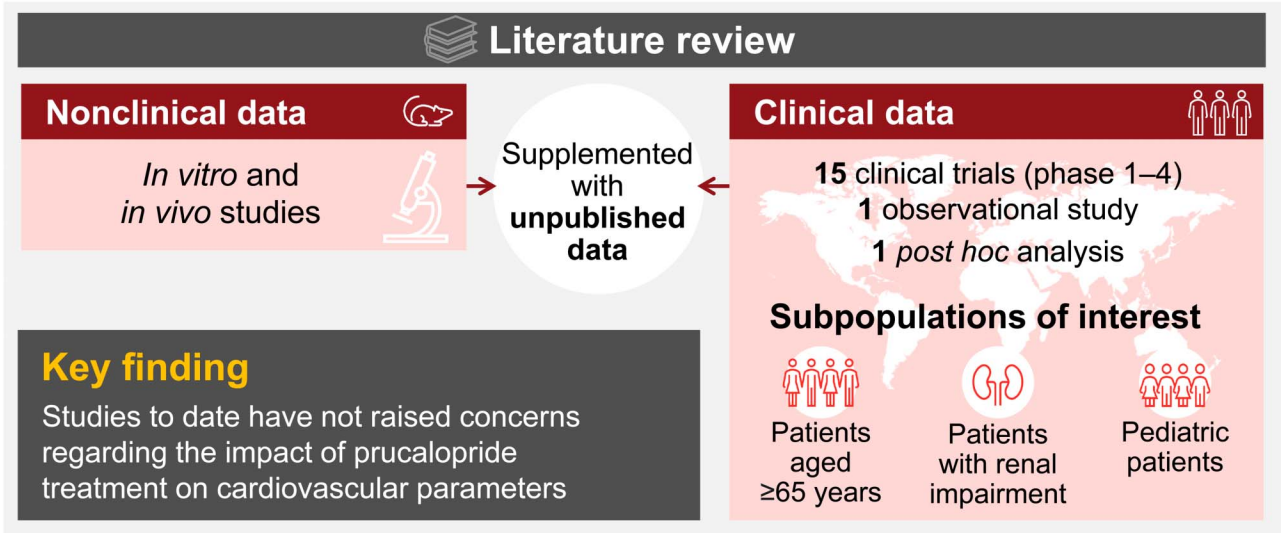 Literature review
Nonclinical data
In vitro and
in vivo studies
Supplemented
with
unpublished
data
Clinical data
15 clinical trials (phase 1–4)
1 observational study
1 post hoc analysis
Subpopulations of interest
Patients
aged
≥65 years
Patients
with renal
impairment
Pediatric
patients
Key finding
Studies to date have not raised concerns
regarding the impact of prucalopride
treatment on cardiovascular parameters